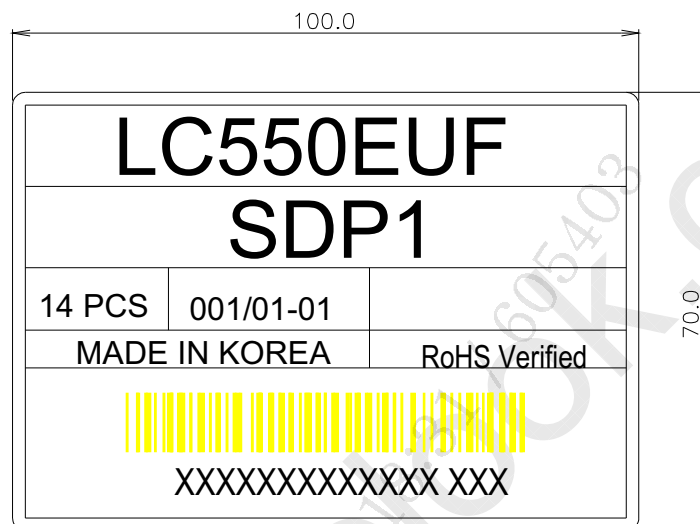 100.0
LC550EUF
SDP1
14 PCS 001/01-01
70.0
MADE IN KOREA RoHS Verified
XXXXXXXXXXXXX XXX